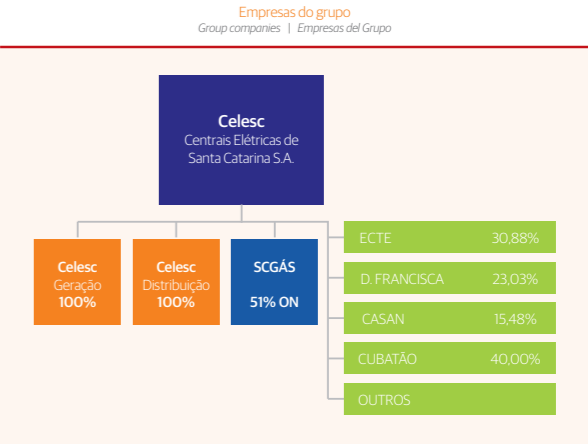 Empresas do grupo
Group companies | Empresas del Grupo
Celesc
Centrais Elétricas de
Santa Catarina S.A.
Celesc
Geração
100%
Celesc
Distribuição
100%
SCGÁS
51% ON
ECTE 30,88%
D. FRANCISCA 23,03%
CASAN 15,48%
CUBATÃO 40,00%
OUTROS